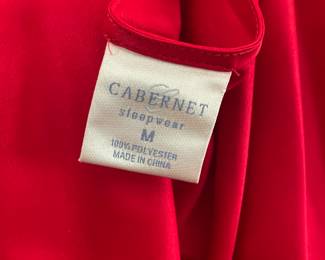 CABERNET
sleepwear
M
100% POLYESTER
MADE IN CHINA